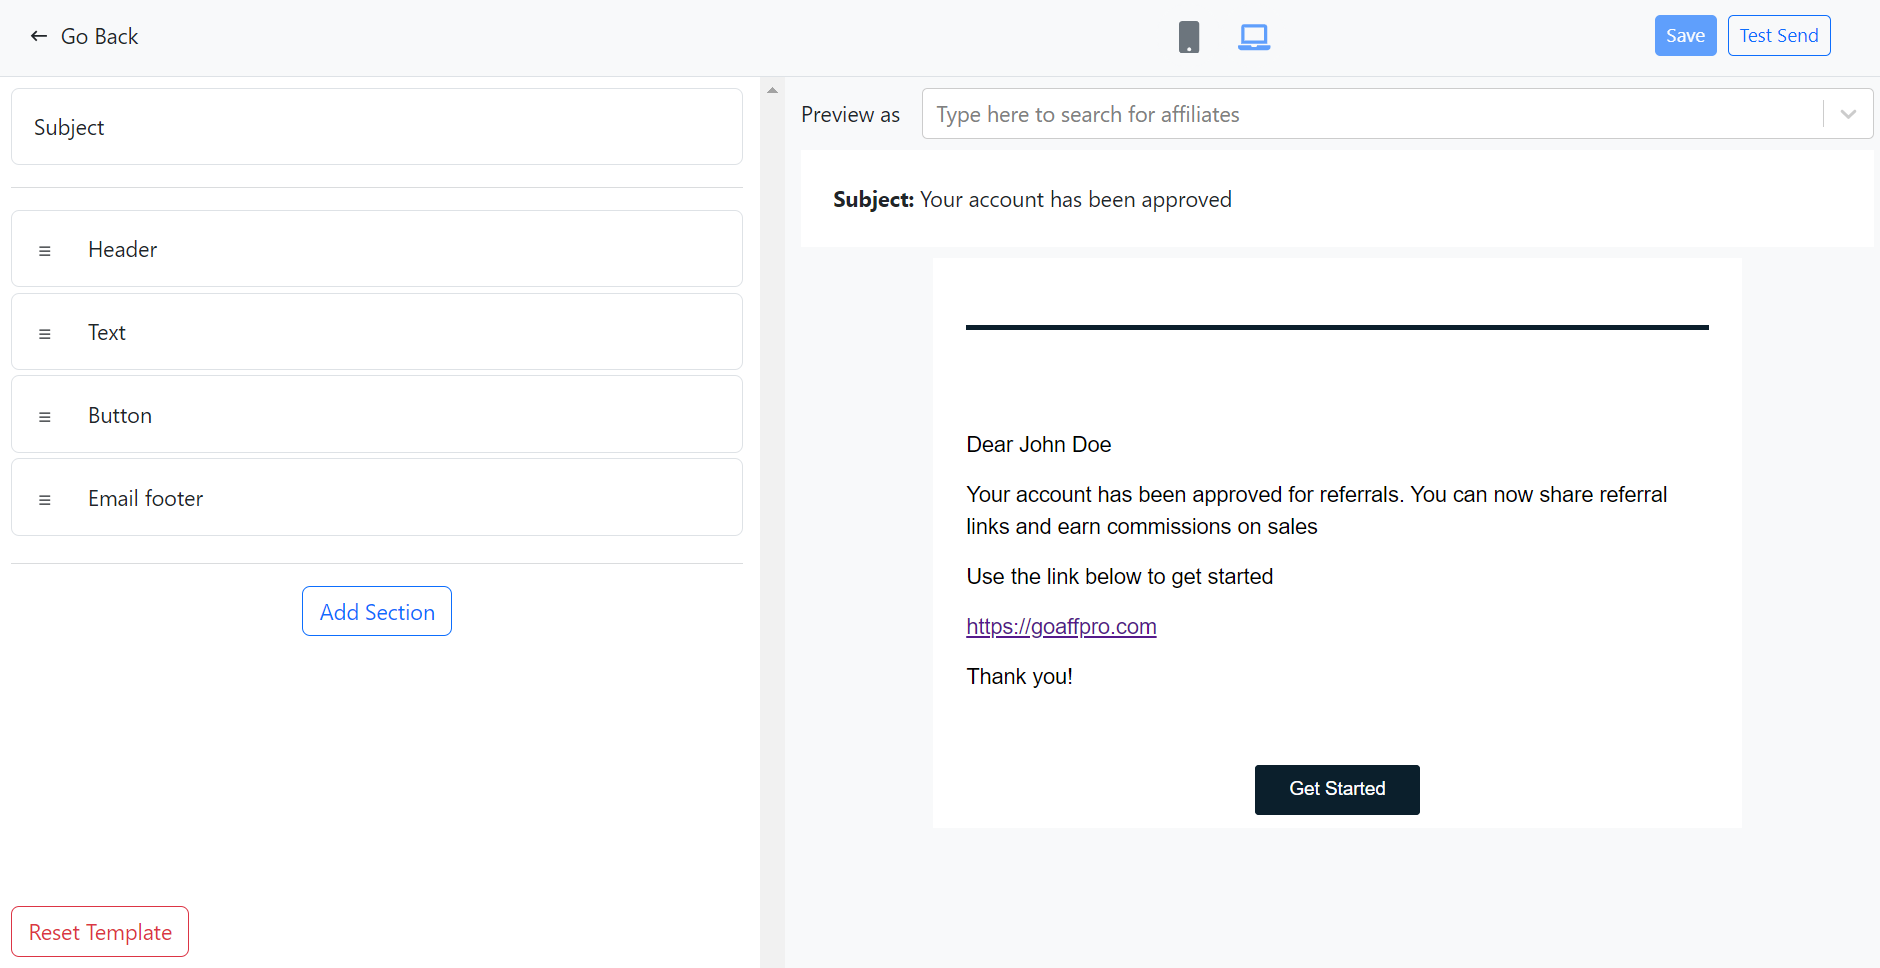 Go Back
Save
Test Send
Subject
Header
Text
Button
Email footer
Add Section
Reset Template
Preview as
Type here to search for affiliates
Subject: Your account has been approved
Dear John Doe
Your account has been approved for referrals. You can now share referral
links and earn commissions on sales
Use the link below to get started
https://goaffpro.com
Thank you!
Get Started